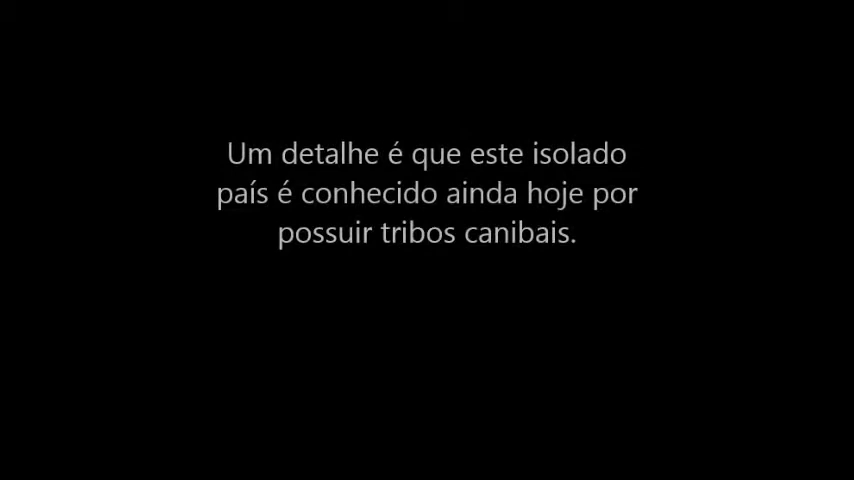 Um detalhe é que este isolado
país é conhecido ainda hoje por
possuir tribos canibais.